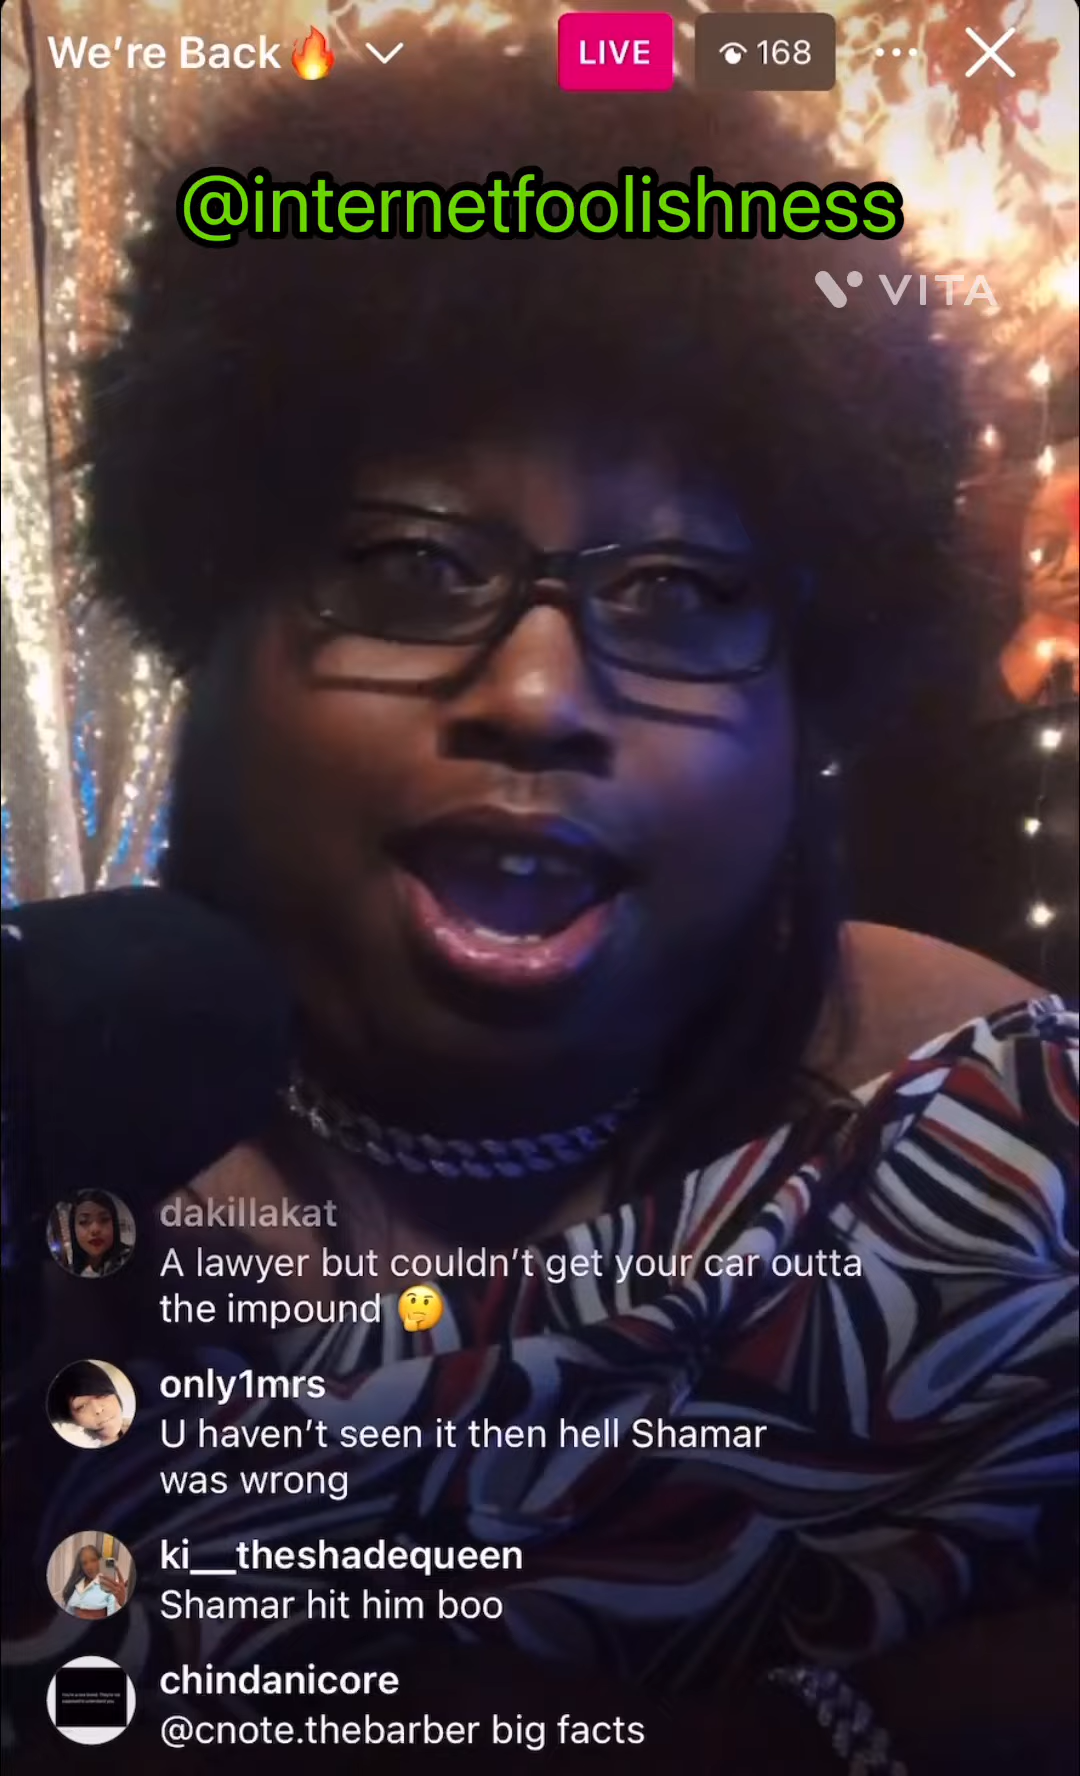 We're Back🔥
LIVE
168
@internetfoolishness
VITA
dakillakat
A lawyer but couldn't get your car outta
the impound 🤔
only1mrs
U haven't seen it then hell Shamar
was wrong
ki__theshadequeen
Shamar hit him boo
chindanicore
@cnote.thebarber big facts